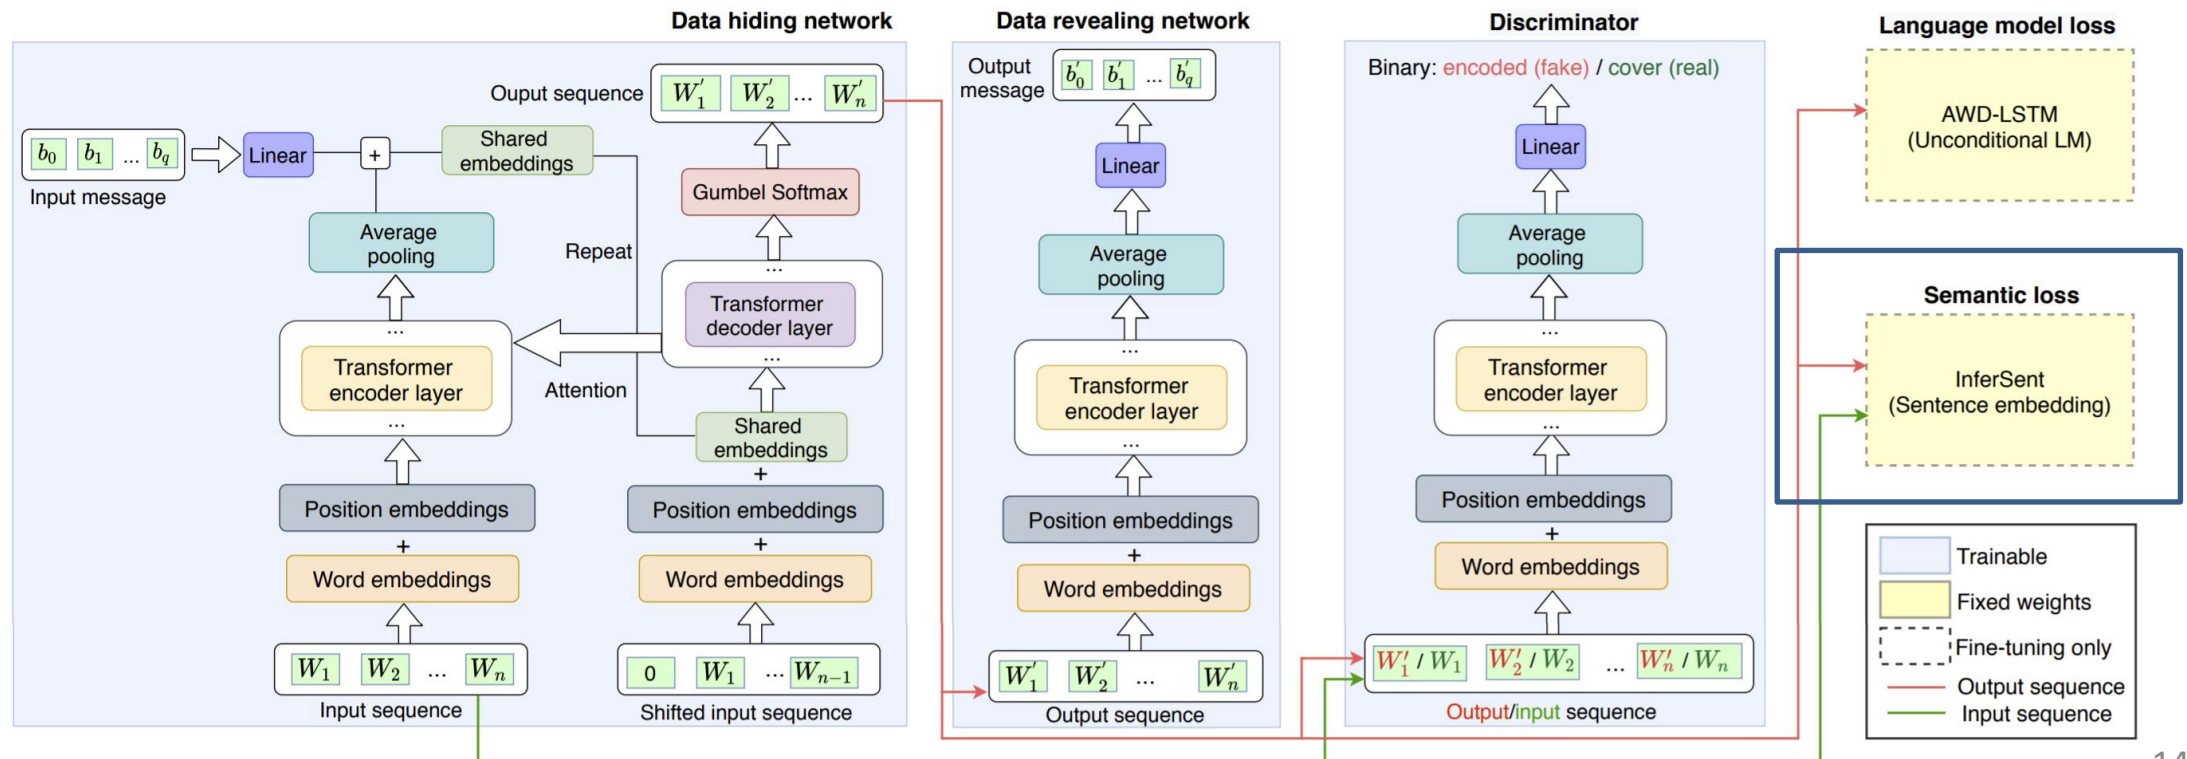 Data hiding network
Ouput sequence
W'1 W'2 ... W'n
b0 b1 ... bq
Input message
Linear
+
Shared
embeddings
Gumbel Softmax
Average
pooling
Repeat
...
Transformer
decoder layer
...
...
Transformer
encoder layer
...
Attention
Shared
embeddings
+
Position embeddings
Position embeddings
+
+
Word embeddings
Word embeddings
W1 W2 ... Wn
0 W1 ... Wn−1
Input sequence
Shifted input sequence
Data revealing network
Output
message
b'0 b'1 ... b'q
Linear
Average
pooling
...
Transformer
encoder layer
...
Position embeddings
+
Word embeddings
W'1 W'2 ... W'n
Output sequence
Discriminator
Binary: encoded (fake) / cover (real)
Linear
Average
pooling
...
Transformer
encoder layer
...
Position embeddings
+
Word embeddings
W'1 / W1 W'2 / W2 ... W'n / Wn
Output/input sequence
Language model loss
AWD-LSTM
(Unconditional LM)
Semantic loss
InferSent
(Sentence embedding)
Trainable
Fixed weights
Fine-tuning only
Output sequence
Input sequence